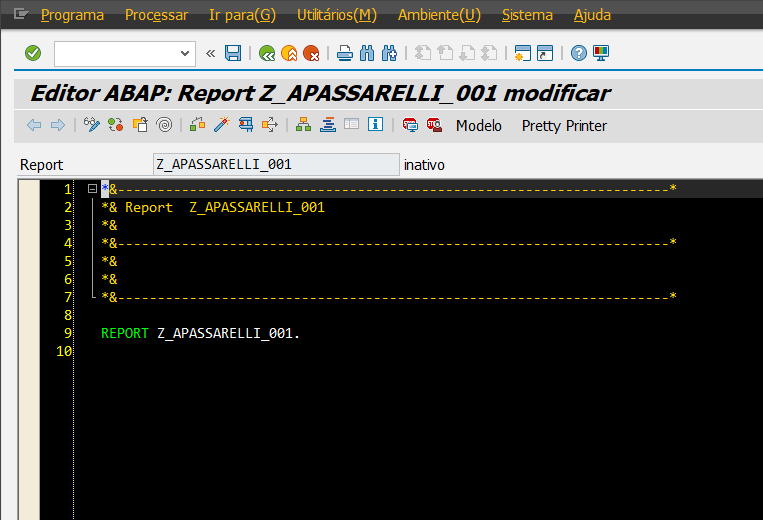 Programa Processar Ir para(G) Utilitários(M) Ambiente(U) Sistema Ajuda
Editor ABAP: Report Z_APASSARELLI_001 modificar
Modelo Pretty Printer
Report Z_APASSARELLI_001 inativo
1 *&---------------------------------------------------------------------*
2 *& Report  Z_APASSARELLI_001
3 *&
4 *&---------------------------------------------------------------------*
5 *&
6 *&
7 *&---------------------------------------------------------------------*
8
9 REPORT Z_APASSARELLI_001.
10